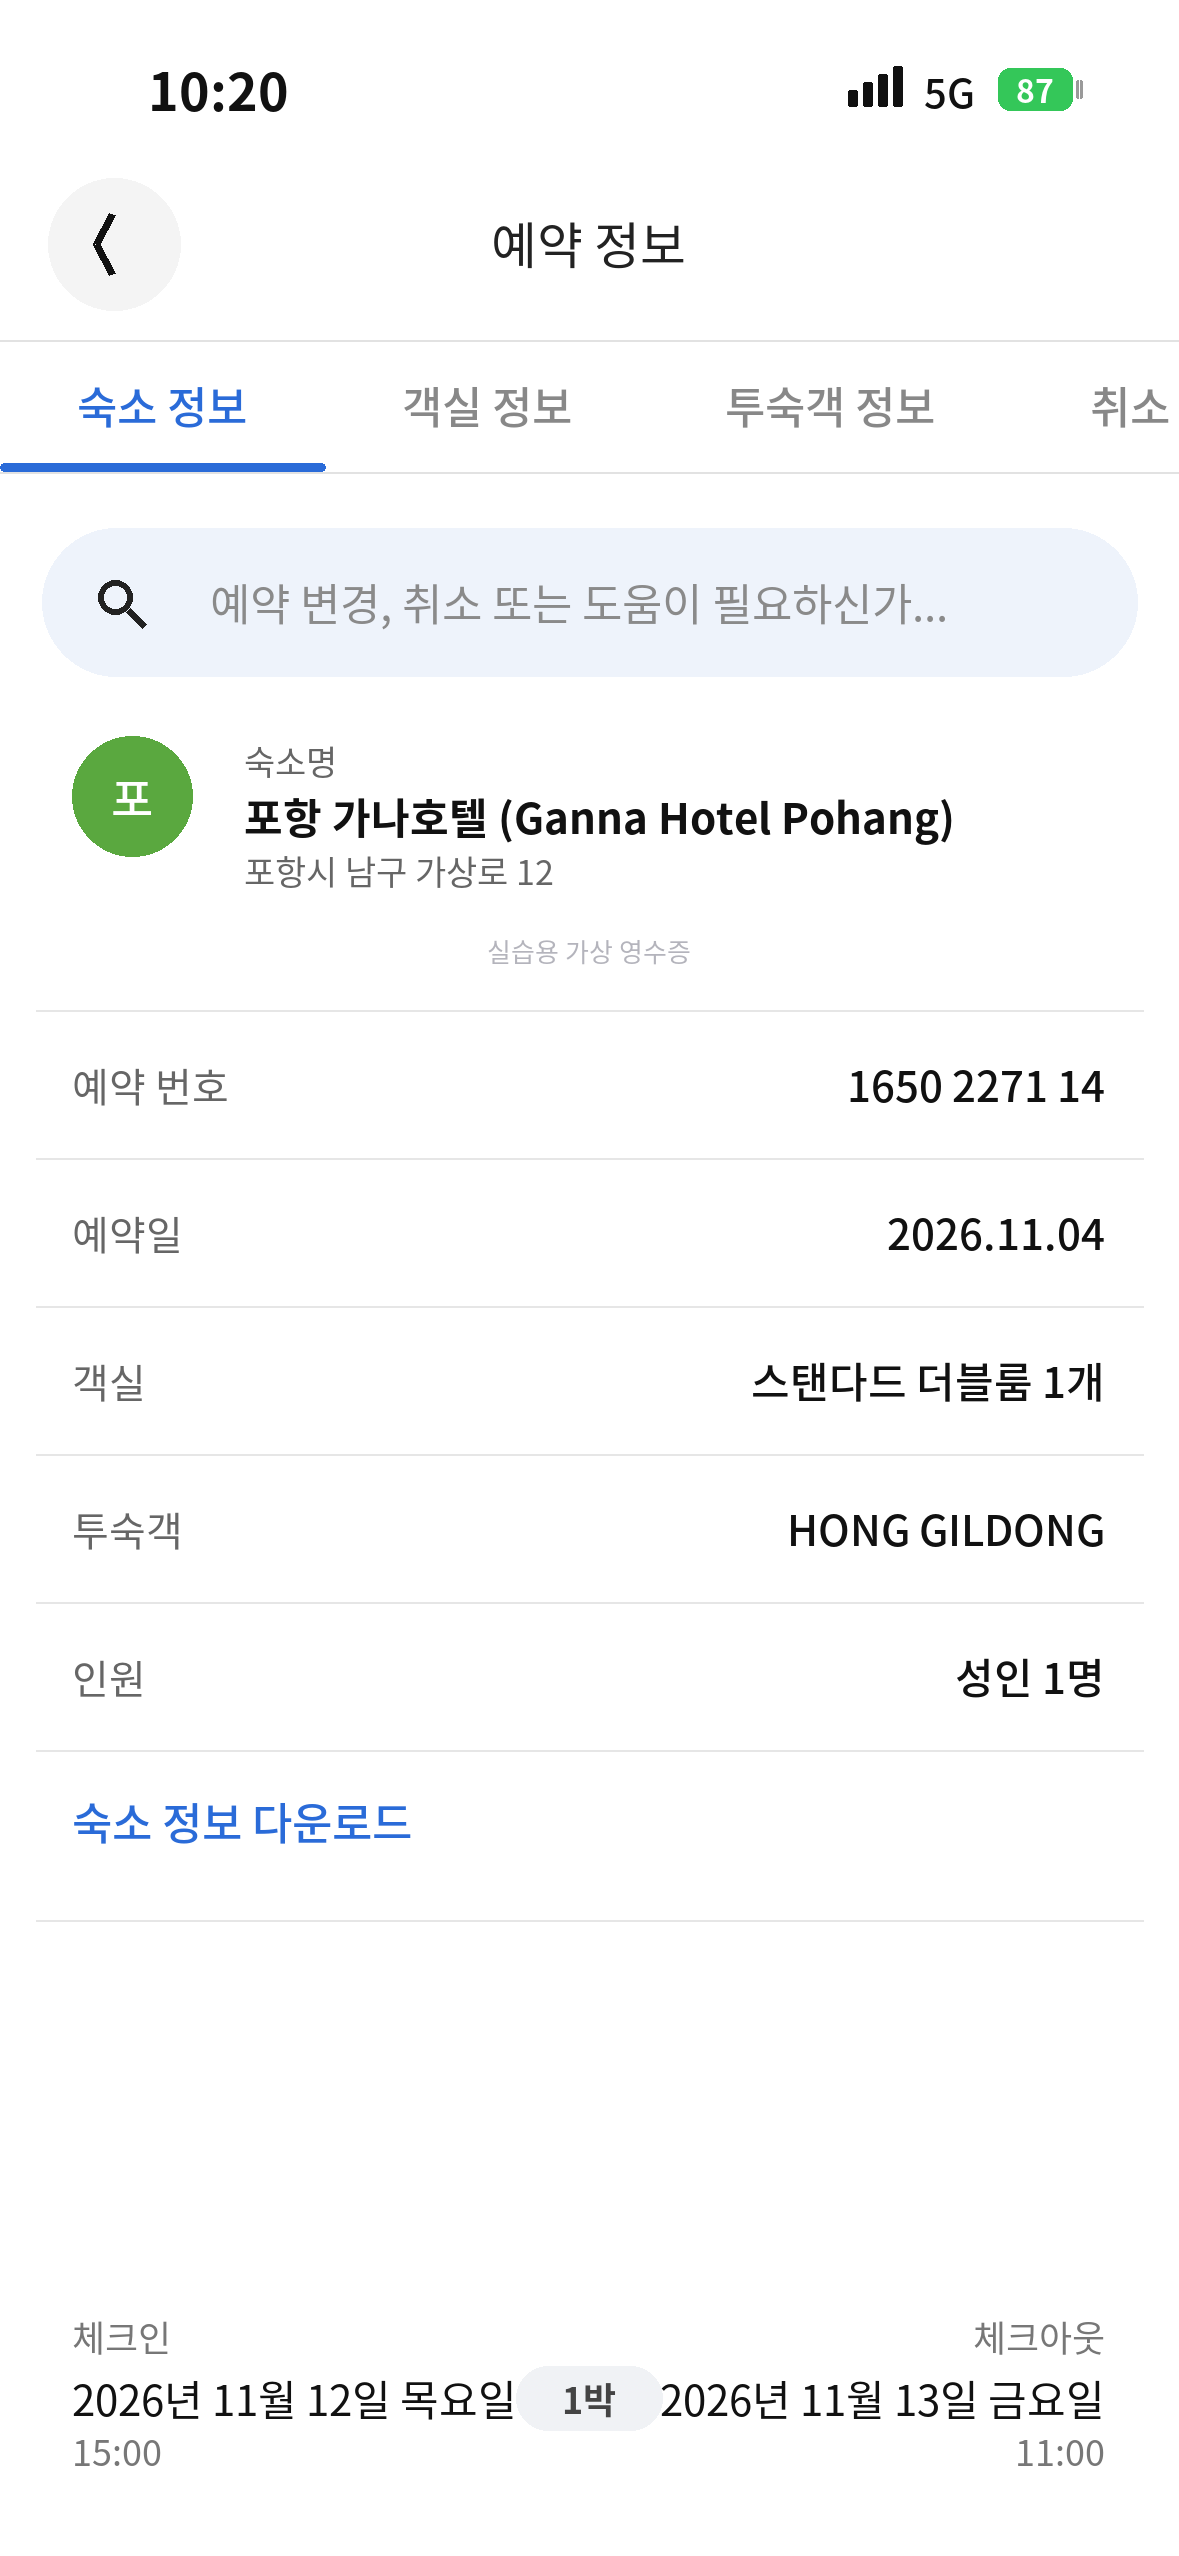 10:20
5G 87
예약 정보
숙소 정보 객실 정보 투숙객 정보 취소
예약 변경, 취소 또는 도움이 필요하신가...
포
숙소명
포항 가나호텔 (Ganna Hotel Pohang)
포항시 남구 가상로 12
실습용 가상 영수증
예약 번호 1650 2271 14
예약일 2026.11.04
객실 스탠다드 더블룸 1개
투숙객 HONG GILDONG
인원 성인 1명
숙소 정보 다운로드
체크인 체크아웃
2026년 11월 12일 목요일 1박 2026년 11월 13일 금요일
15:00 11:00